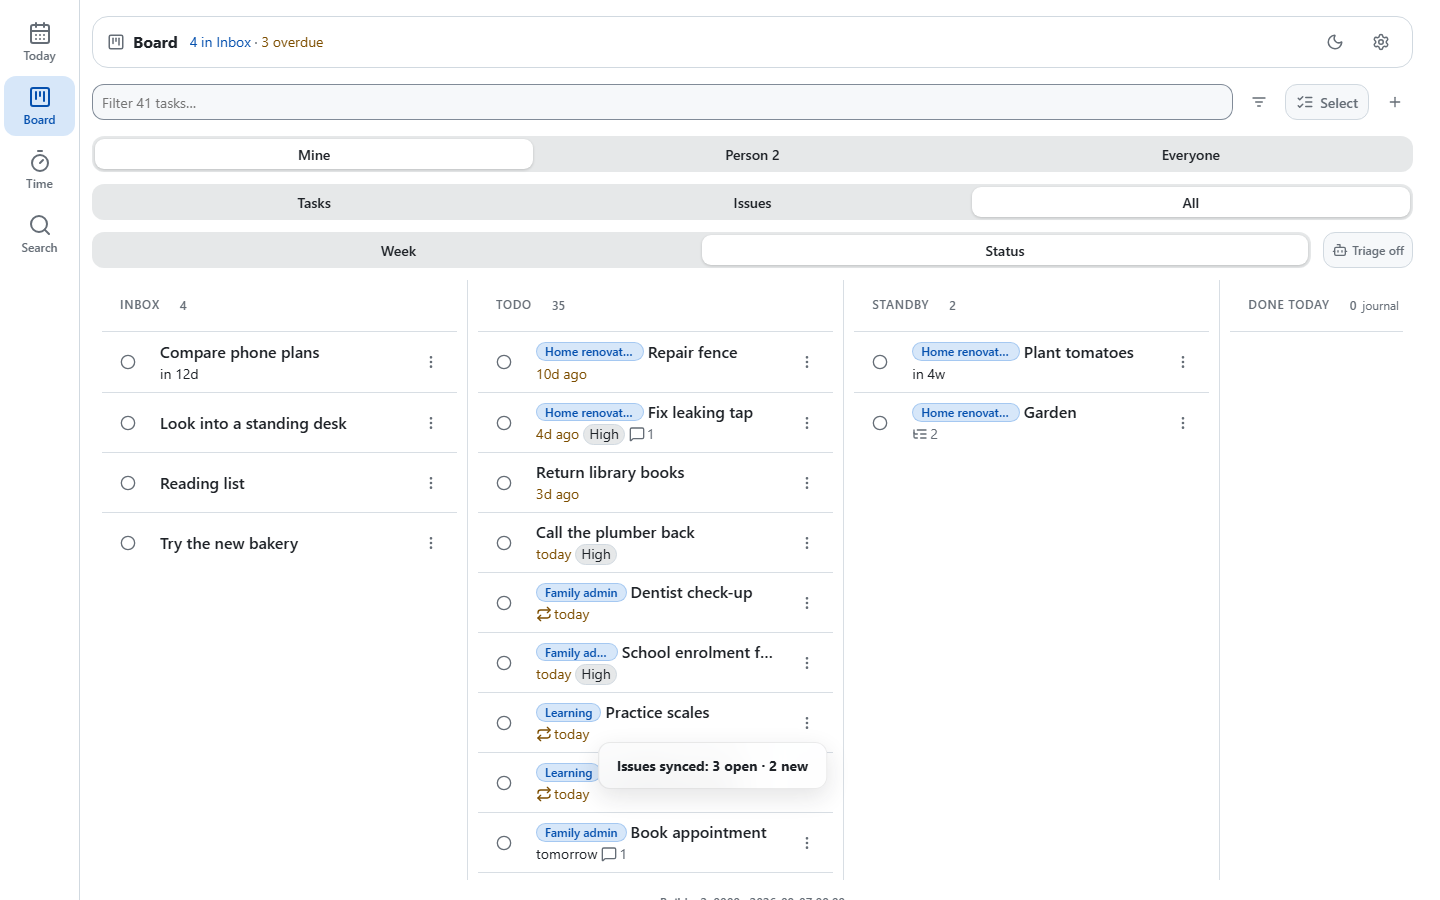 Today
Board
Time
Search
Board 4 in Inbox · 3 overdue
Filter 41 tasks...
Select
Mine
Person 2
Everyone
Tasks
Issues
All
Week
Status
Triage off
INBOX 4
Compare phone plans
in 12d
Look into a standing desk
Reading list
Try the new bakery
TODO 35
Home renovat... Repair fence
10d ago
Home renovat... Fix leaking tap
4d ago High 1
Return library books
3d ago
Call the plumber back
today High
Family admin Dentist check-up
today
Family ad... School enrolment f...
today High
Learning Practice scales
today
Learning
today
Issues synced: 3 open · 2 new
Family admin Book appointment
tomorrow 1
STANDBY 2
Home renovat... Plant tomatoes
in 4w
Home renovat... Garden
2
DONE TODAY 0 journal